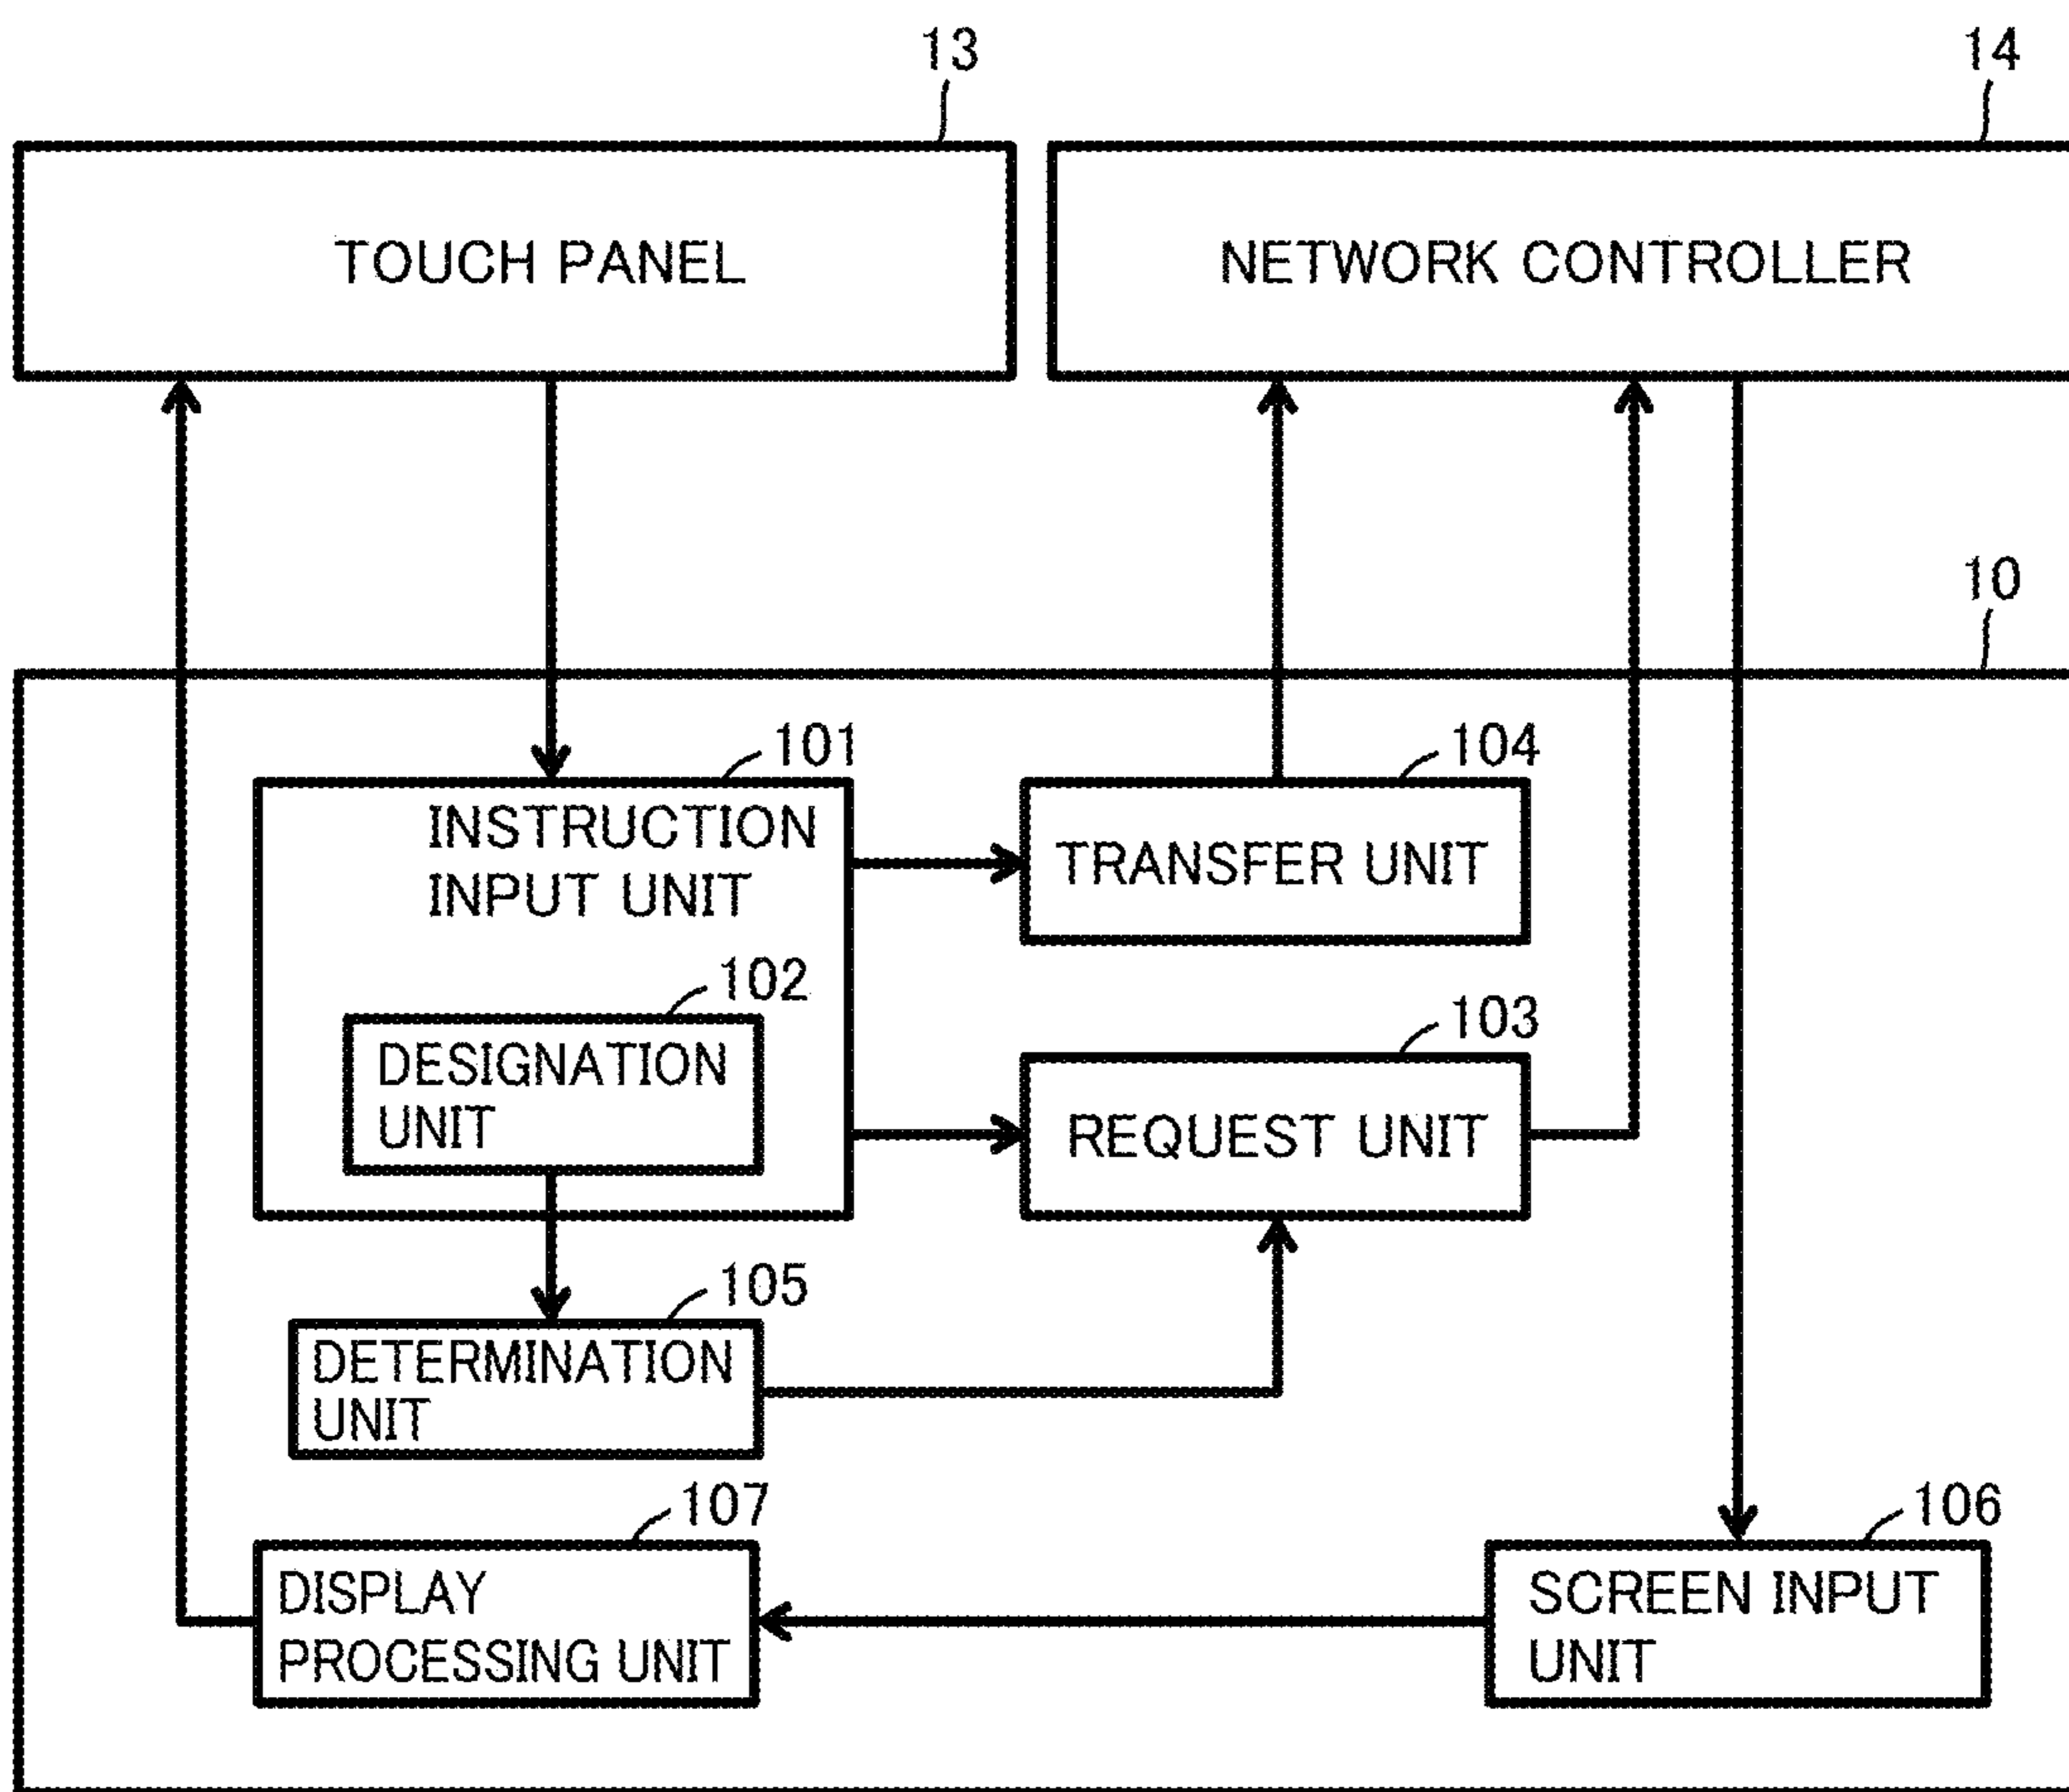 13
14
TOUCH PANEL
NETWORK CONTROLLER
10
101
104
INSTRUCTION
INPUT UNIT
TRANSFER UNIT
102
103
DESIGNATION
UNIT
REQUEST UNIT
105
DETERMINATION
UNIT
107
106
DISPLAY
PROCESSING UNIT
SCREEN INPUT
UNIT